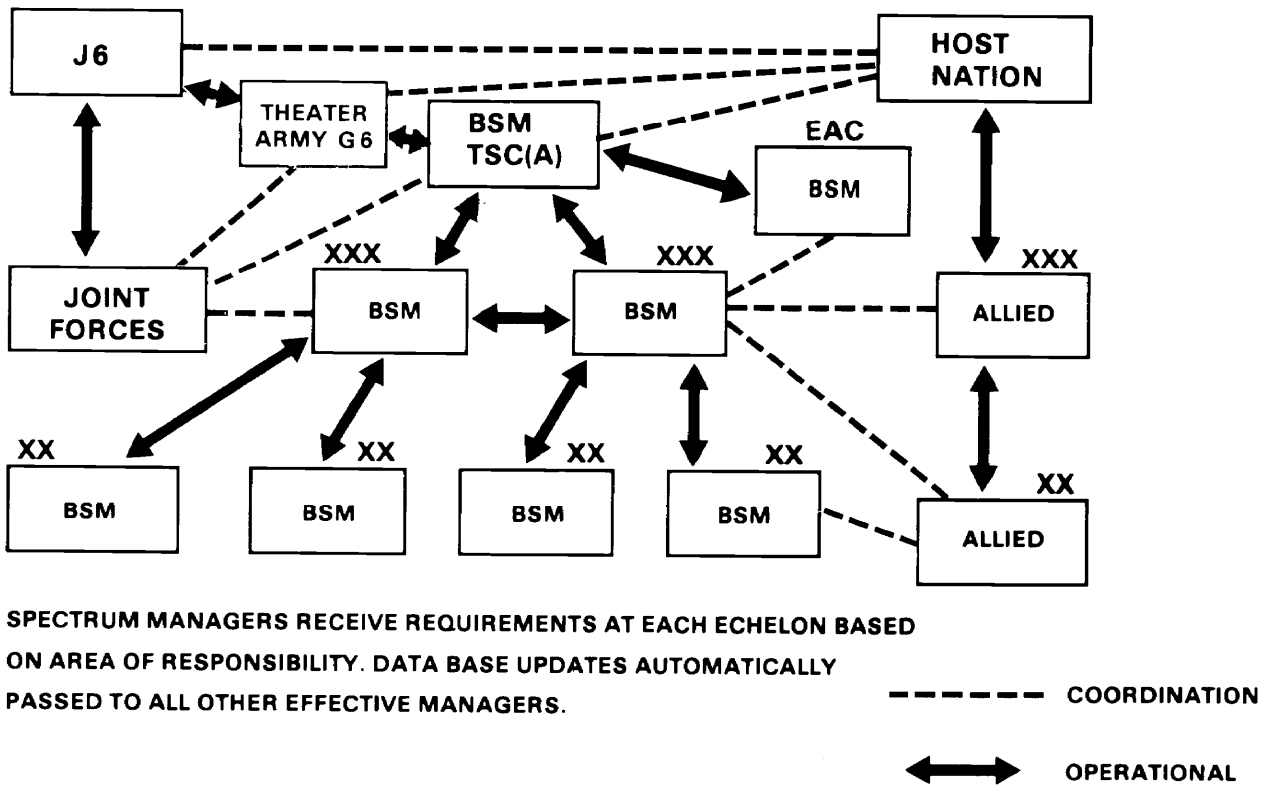 J6
HOST
NATION
THEATER
ARMY G6
BSM
TSC(A)
EAC
BSM
XXX
XXX
XXX
JOINT
FORCES
BSM
BSM
ALLIED
XX
XX
XX
XX
XX
BSM
BSM
BSM
BSM
ALLIED
SPECTRUM MANAGERS RECEIVE REQUIREMENTS AT EACH ECHELON BASED
ON AREA OF RESPONSIBILITY. DATA BASE UPDATES AUTOMATICALLY
PASSED TO ALL OTHER EFFECTIVE MANAGERS.
COORDINATION
OPERATIONAL